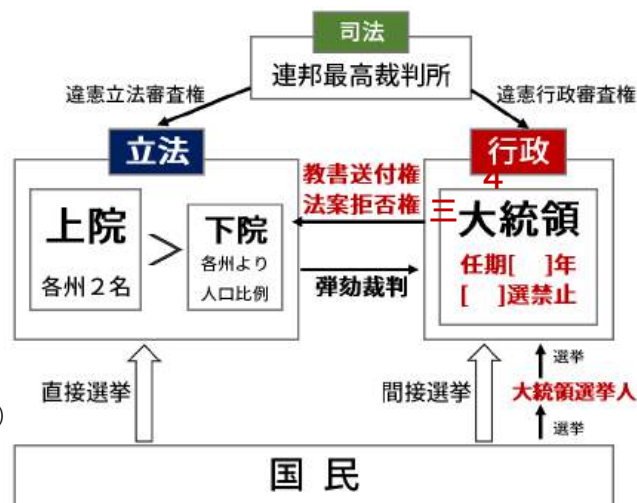 司法
連邦最高裁判所
違憲立法審査権
違憲行政審査権
立法
行政
教書送付権
法案拒否権
4
三
上院
各州２名
＞
下院
各州より
人口比例
弾劾裁判
大統領
任期[　]年
[　]選禁止
直接選挙
間接選挙
選挙
大統領選挙人
選挙
)
国 民